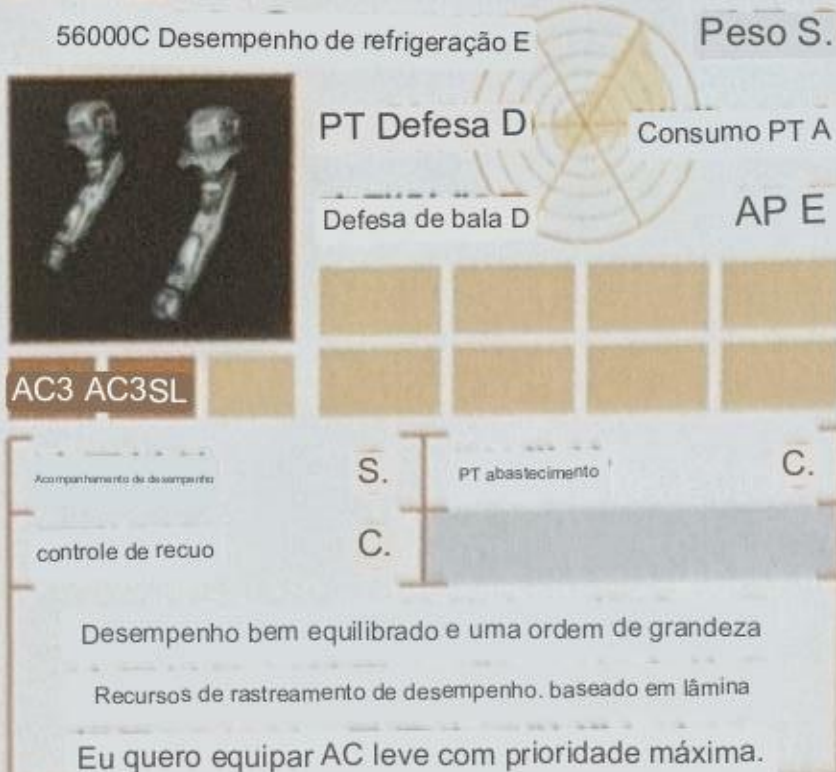 56000C Desempenho de refrigeração E
Peso S.
PT Defesa D
Consumo PT A
Defesa de bala D
AP E
AC3 AC3SL
Acompanhamento de desempenho
S.
PT abastecimento
C.
controle de recuo
C.
Desempenho bem equilibrado e uma ordem de grandeza
Recursos de rastreamento de desempenho. baseado em lâmina
Eu quero equipar AC leve com prioridade máxima.